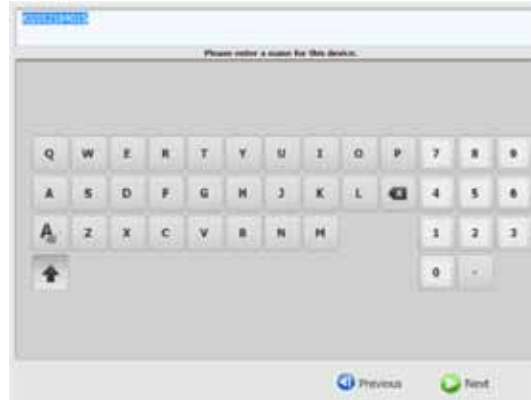 Please enter a name for this device.
Q W E R T Y U I O P 7 8 9
A S D F G H J K L 4 5 6
A Z X C V B N M 1 2 3
0 -
Previous Next